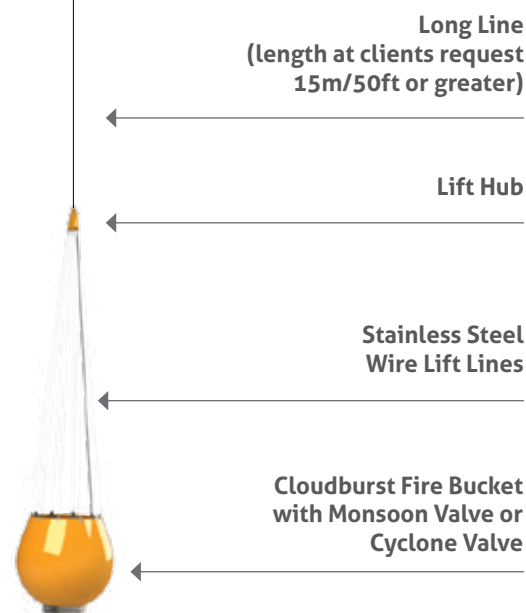 Long Line
(length at clients request
15m/50ft or greater)
Lift Hub
Stainless Steel
Wire Lift Lines
Cloudburst Fire Bucket
with Monsoon Valve or
Cyclone Valve